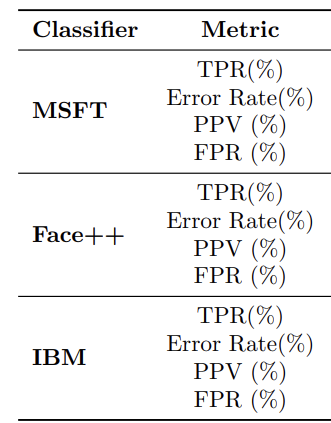 Classifier Metric
TPR(%)
Error Rate(%)
MSFT
PPV (%)
FPR (%)
TPR(%)
Error Rate(%)
Face++
PPV (%)
FPR (%)
TPR(%)
Error Rate(%)
IBM
PPV (%)
FPR (%)